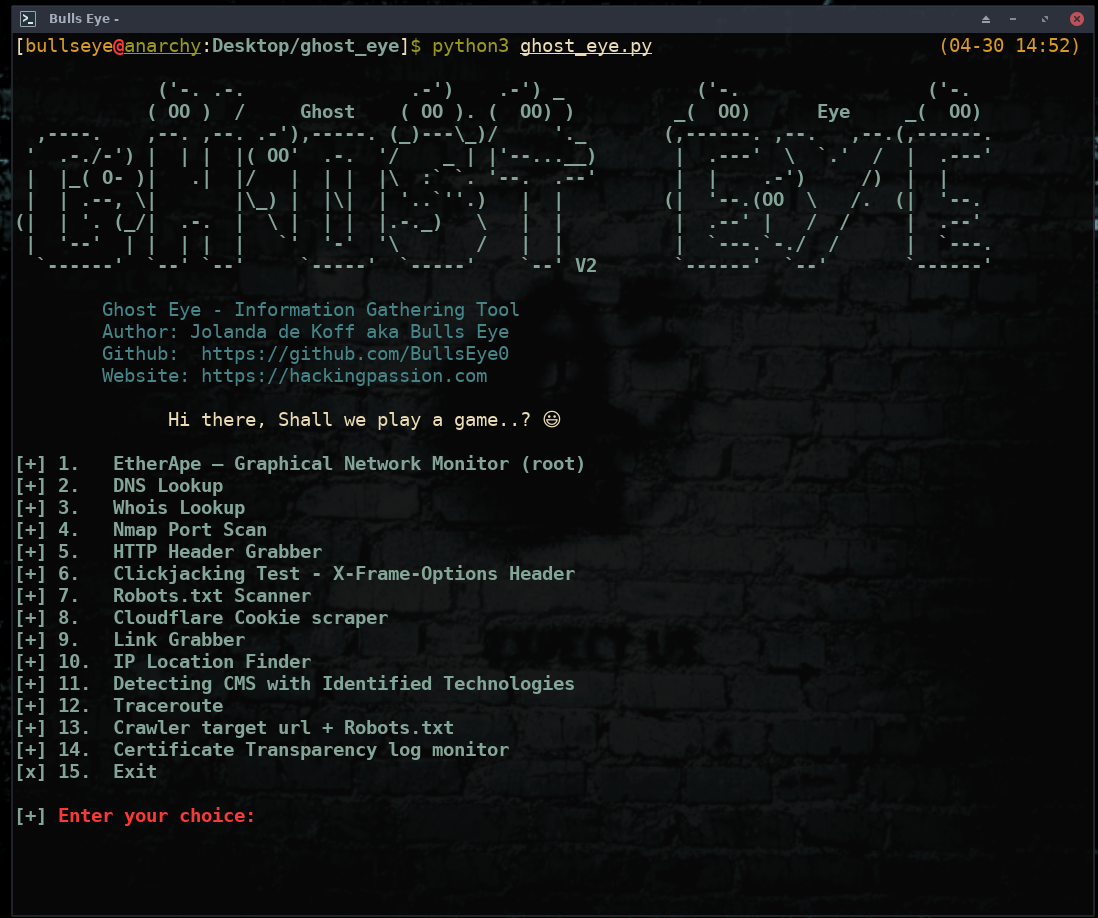 Bulls Eye -
[bullseye@anarchy:Desktop/ghost_eye]$ python3 ghost_eye.py (04-30 14:52)
Ghost Eye
V2
Ghost Eye - Information Gathering Tool
Author: Jolanda de Koff aka Bulls Eye
Github:  https://github.com/BullsEye0
Website: https://hackingpassion.com
Hi there, Shall we play a game..? 😃
[+] 1.   EtherApe – Graphical Network Monitor (root)
[+] 2.   DNS Lookup
[+] 3.   Whois Lookup
[+] 4.   Nmap Port Scan
[+] 5.   HTTP Header Grabber
[+] 6.   Clickjacking Test - X-Frame-Options Header
[+] 7.   Robots.txt Scanner
[+] 8.   Cloudflare Cookie scraper
[+] 9.   Link Grabber
[+] 10.  IP Location Finder
[+] 11.  Detecting CMS with Identified Technologies
[+] 12.  Traceroute
[+] 13.  Crawler target url + Robots.txt
[+] 14.  Certificate Transparency log monitor
[x] 15.  Exit
[+] Enter your choice: